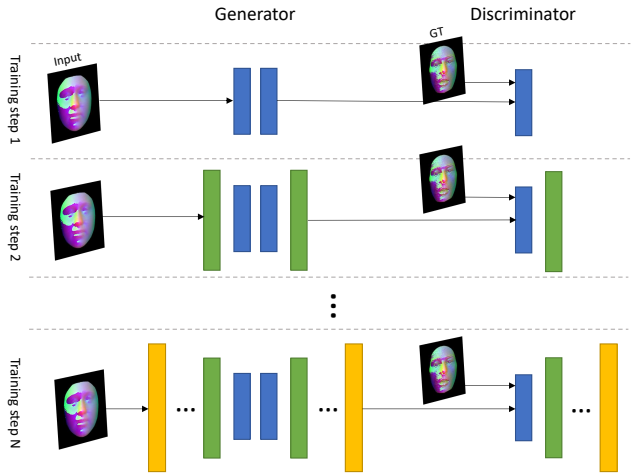 Generator
Discriminator
Training step 1
Input
GT
Training step 2
Training step N